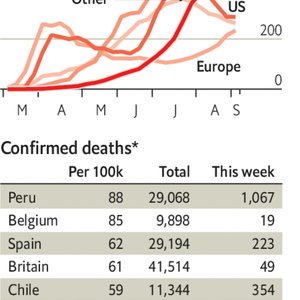 Other
US
200
Europe
0
M A M J J A S
Confirmed deaths*
Per 100k Total This week
Peru 88 29,068 1,067
Belgium 85 9,898 19
Spain 62 29,194 223
Britain 61 41,514 49
Chile 59 11,344 354